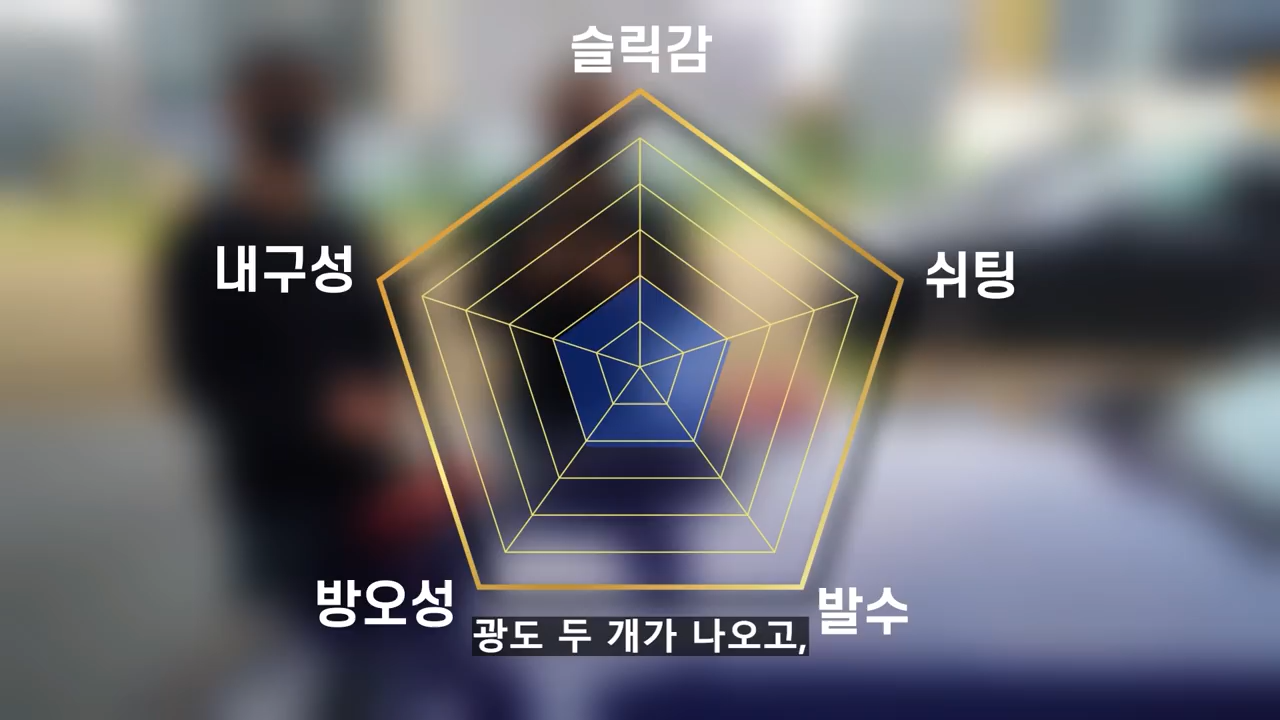 슬릭감
내구성
쉬팅
방오성
발수
광도 두 개가 나오고,